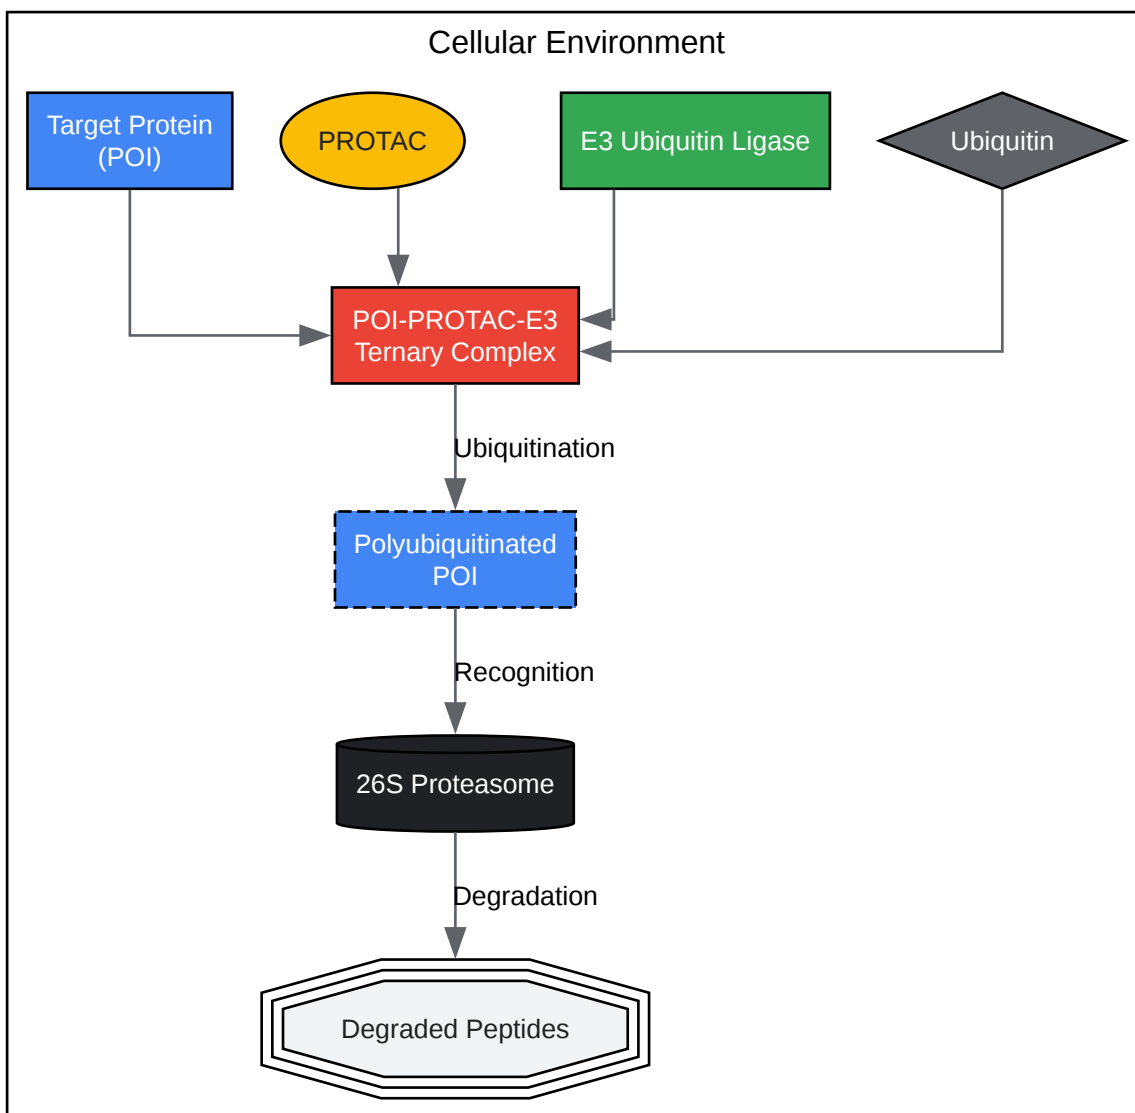 Cellular Environment
Target Protein
(POI)
PROTAC
E3 Ubiquitin Ligase
Ubiquitin
POI-PROTAC-E3
Ternary Complex
Ubiquitination
Polyubiquitinated
POI
Recognition
26S Proteasome
Degradation
Degraded Peptides